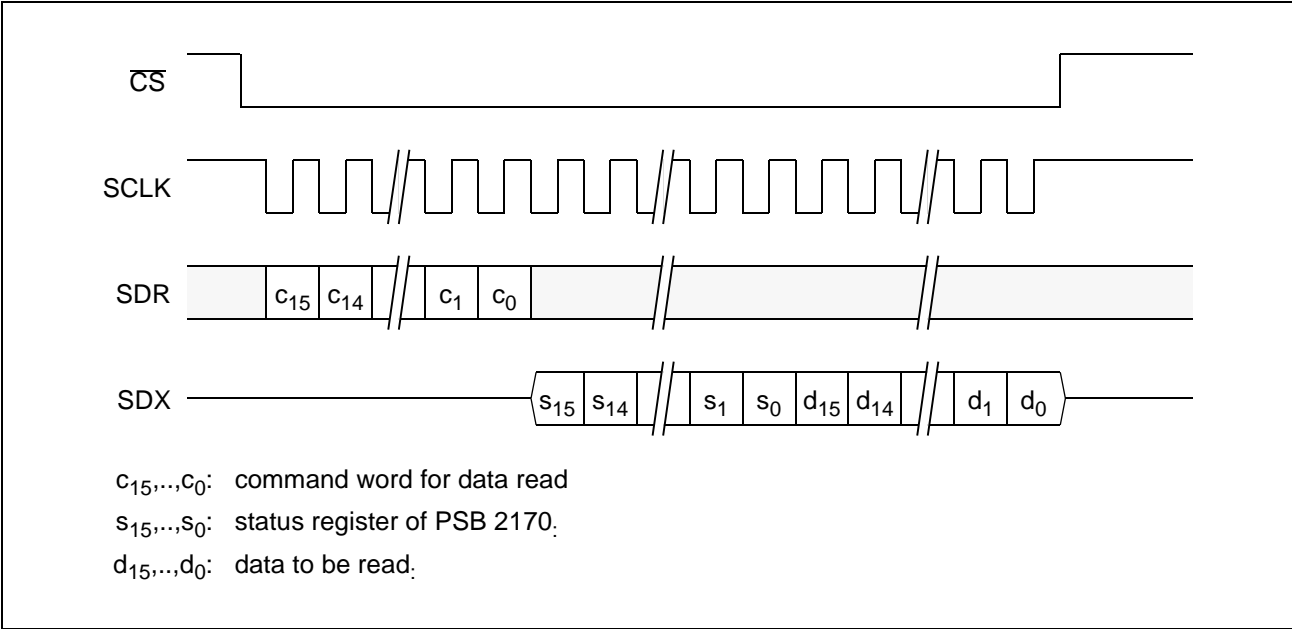 CS
SCLK
SDR c15 c14 c1 c0
SDX s15 s14 s1 s0 d15 d14 d1 d0
c15,..,c0: command word for data read
s15,..,s0: status register of PSB 2170:
d15,..,d0: data to be read: